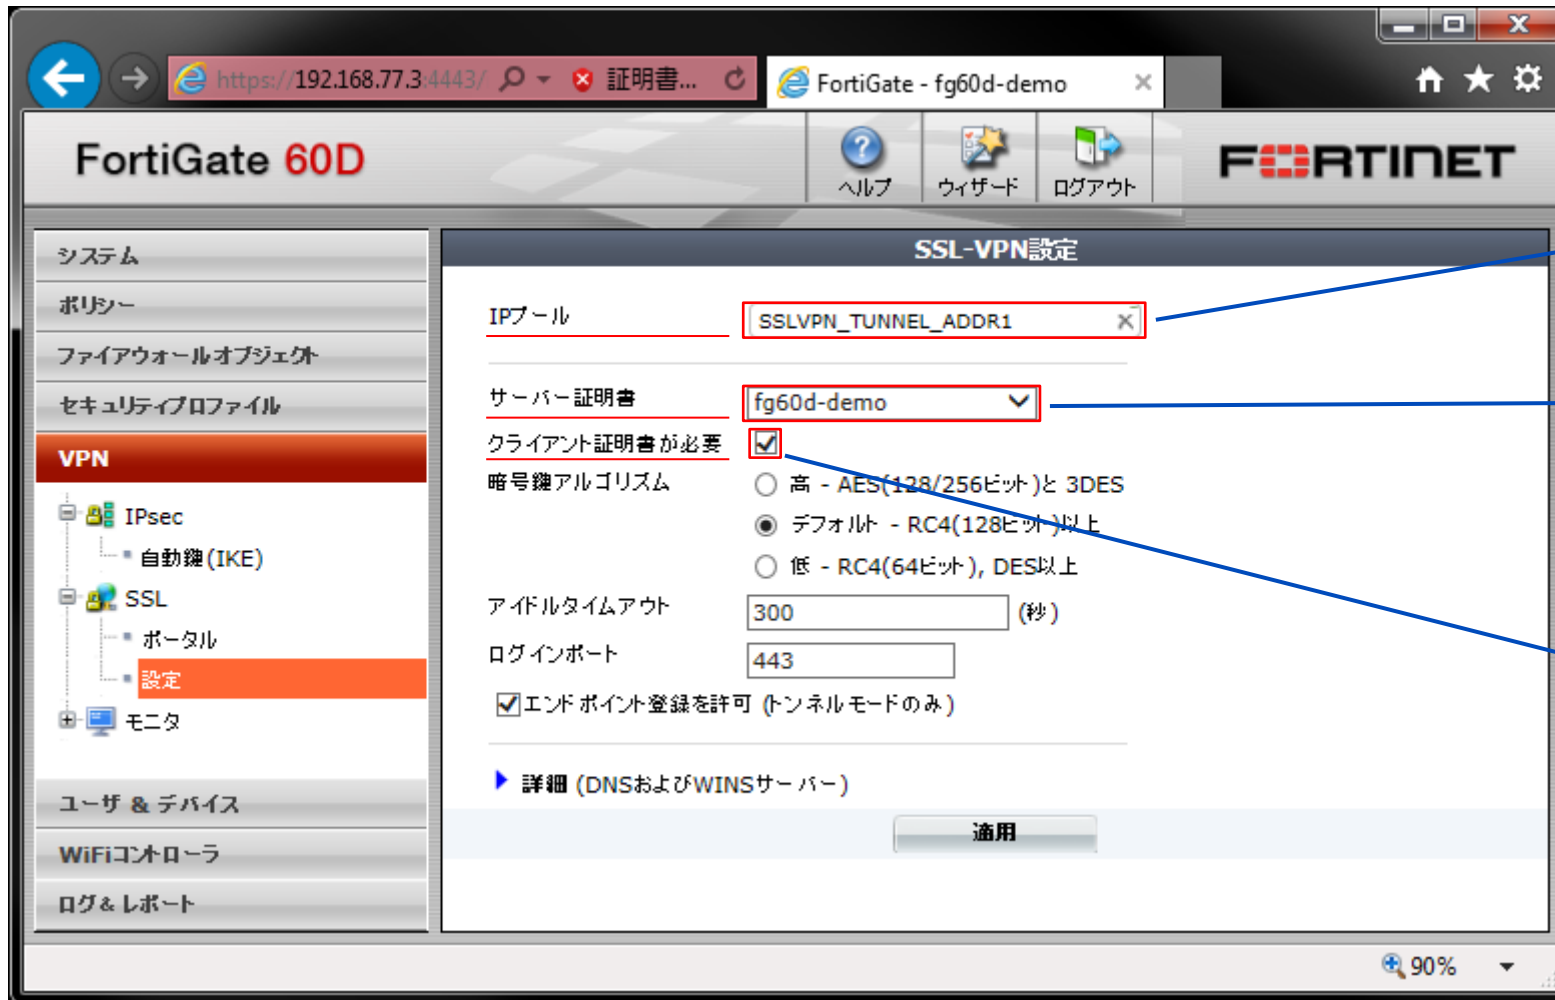 https://192.168.77.3:4443/ 証明書... FortiGate - fg60d-demo
FortiGate 60D
ヘルプ
ウィザード
ログアウト
FORTINET
システム
ポリシー
ファイアウォールオブジェクト
セキュリティプロファイル
VPN
IPsec
自動鍵(IKE)
SSL
ポータル
設定
モニタ
ユーザ & デバイス
WiFiコントローラ
ログ&レポート
SSL-VPN設定
IPプール SSLVPN_TUNNEL_ADDR1
サーバー証明書 fg60d-demo
クライアント証明書が必要
暗号鍵アルゴリズム 高 - AES(128/256ビット)と 3DES
デフォルト - RC4(128ビット)以上
低 - RC4(64ビット), DES以上
アイドルタイムアウト 300 (秒)
ログインポート 443
エンドポイント登録を許可 (トンネルモードのみ)
詳細 (DNSおよびWINSサーバー)
適用
90%